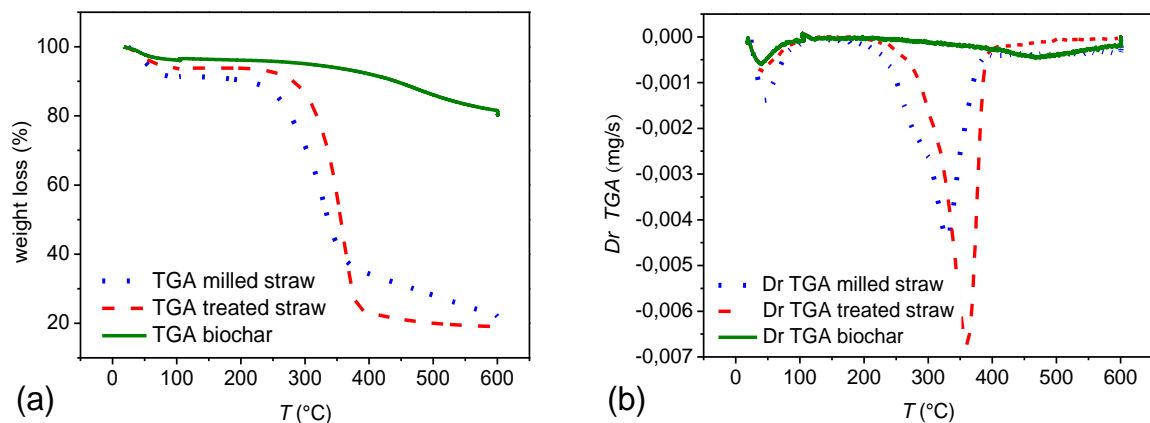 100
80
60
40
20
weight loss (%)
TGA milled straw
TGA treated straw
TGA biochar
0 100 200 300 400 500 600
T (°C)
(a)
0,000
-0,001
-0,002
-0,003
-0,004
-0,005
-0,006
-0,007
Dr TGA (mg/s)
Dr TGA milled straw
Dr TGA treated straw
Dr TGA biochar
0 100 200 300 400 500 600
T (°C)
(b)